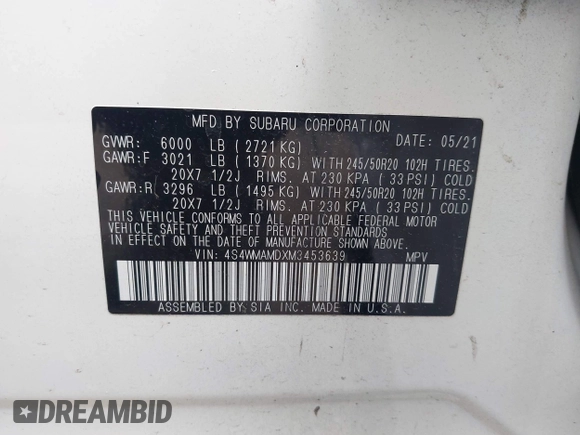 MFD BY SUBARU CORPORATION
GVWR: 6000 LB ( 2721 KG) DATE: 05/21
GAWR:F 3021 LB ( 1370 KG) WITH 245/50R20 102H TIRES.
20X7 1/2J RIMS. AT 230 KPA ( 33 PSI) COLD
GAWR:R 3296 LB ( 1495 KG) WITH 245/50R20 102H TIRES.
20X7 1/2J RIMS. AT 230 KPA ( 33 PSI) COLD
THIS VEHICLE CONFORMS TO ALL APPLICABLE FEDERAL MOTOR
VEHICLE SAFETY AND THEFT PREVENTION STANDARDS
IN EFFECT ON THE DATE OF MANUFACTURE SHOWN ABOVE.
VIN: 4S4WMAMDXM3453639 MPV
ASSEMBLED BY SIA INC. MADE IN U.S.A.
DREAMBID